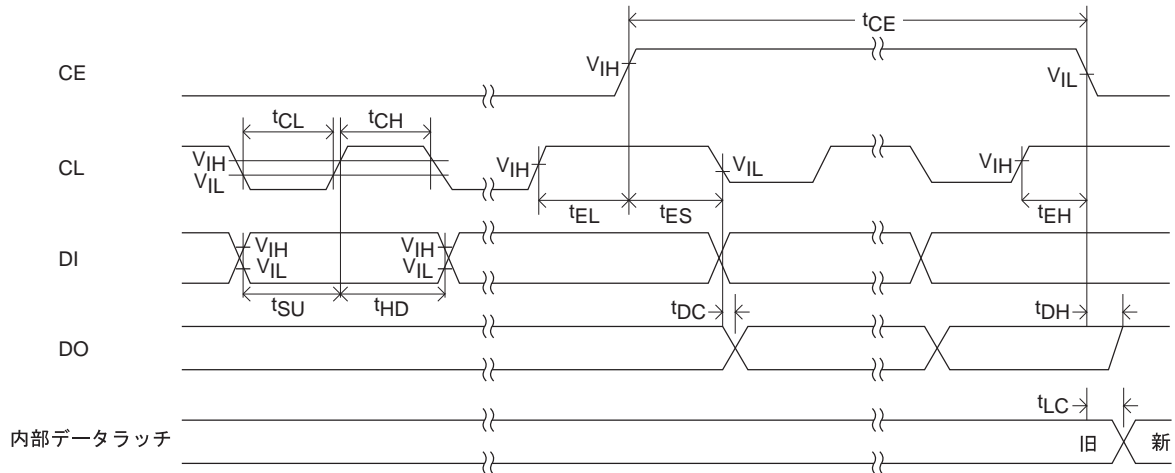 tCE
CE
VIH
VIL
tCL
tCH
CL
VIH
VIL
VIH
VIL
VIH
tEL
tES
tEH
DI
VIH
VIL
VIH
VIL
tSU
tHD
tDC
tDH
DO
tLC
内部データラッチ
旧
新